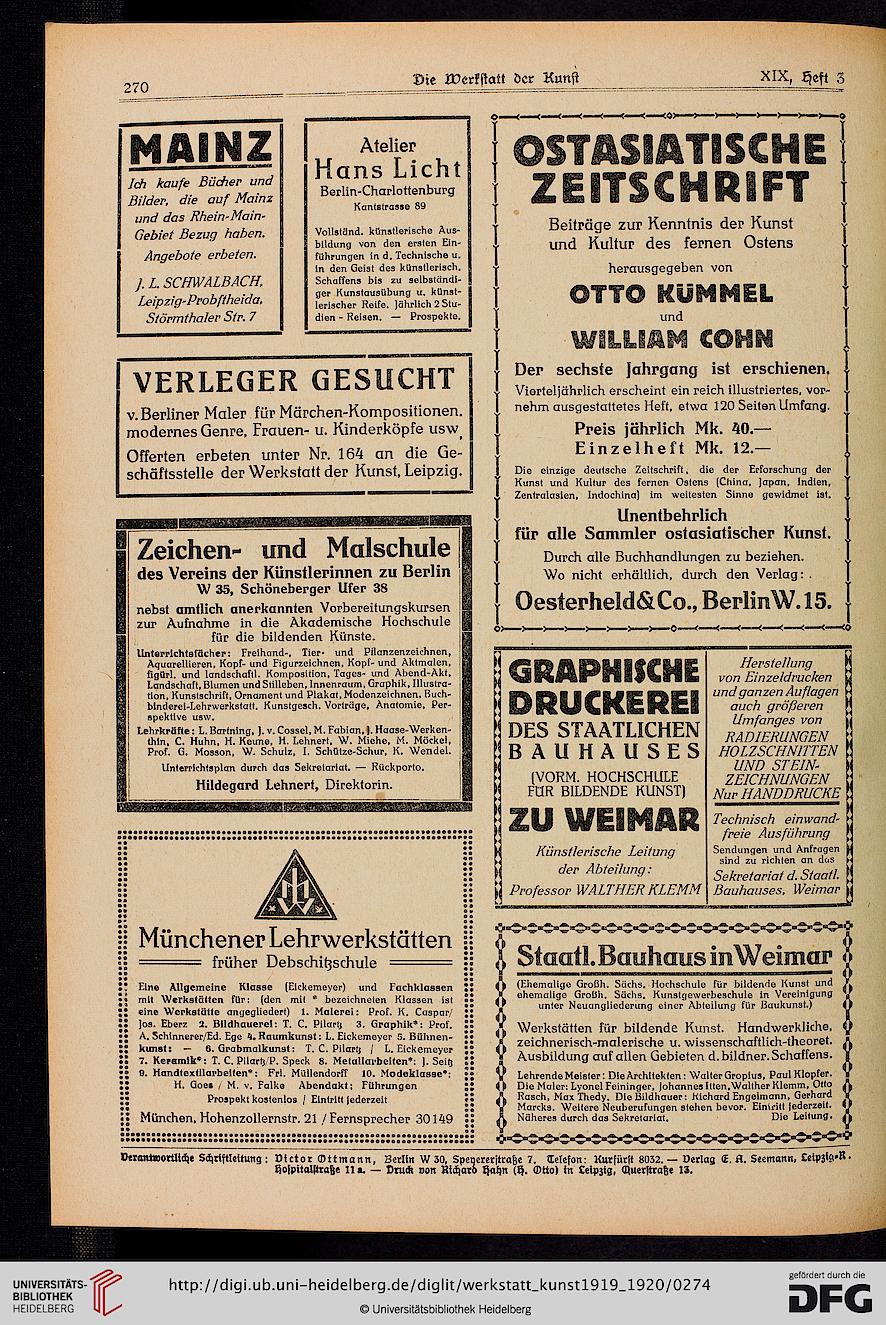 270
Die Werkstatt der Kunst
XIX, Heft 3
MAINZ
Ich kaufe Bücher und
Bilder, die auf Mainz
und das Rhein-Main-
Gebiet Bezug haben.
Angebote erbeten.
J. L. SCHWALBACH,
Leipzig-Probstheida,
Störmthaler Str. 7
Atelier
Hans Licht
Berlin-Charlottenburg
Kantstrasse 89
Vollständ. künstlerische Aus-
bildung von den ersten Ein-
führungen in d. Technische u.
in den Geist des künstlerisch.
Schaffens bis zu selbständi-
ger Kunstausübung u. künst-
lerischer Reife. Jährlich 2 Stu-
dien - Reisen. — Prospekte.
VERLEGER GESUCHT
v. Berliner Maler für Märchen-Kompositionen.
modernes Genre, Frauen- u. Kinderköpfe usw.
Offerten erbeten unter Nr. 164 an die Ge-
schäftsstelle der Werkstatt der Kunst, Leipzig.
Zeichen- und Malschule
des Vereins der Künstlerinnen zu Berlin
W 35, Schöneberger Ufer 38
nebst amtlich anerkannten Vorbereitungskursen
zur Aufnahme in die Akademische Hochschule
für die bildenden Künste.
Unterrichtsfächer: Freihand-, Tier- und Pflanzenzeichnen,
Aquarellieren, Kopf- und Figurzeichnen, Kopf- und Aktmalen,
figürl. und landschaftl. Komposition, Tages- und Abend-Akt,
Landschaft, Blumen und Stilleben, Innenraum, Graphik, Illustra-
tion, Kunstschrift, Ornament und Plakat, Modenzeichnen, Buch-
binderei-Lehrwerkstatt. Kunstgesch. Vorträge, Anatomie, Per-
spektive usw.
Lehrkräfte: L. Bartning, J. v. Cossel, M. Fabian, J. Haase-Werken-
thin, C. Huhn, H. Keune, H. Lehnert, W. Miehe, M. Möckel,
Prof. G. Mosson, W. Schulz, I. Schütze-Schur, K. Wendel.
Unterrichtsplan durch das Sekretariat. — Rückporto.
Hildegard Lehnert, Direktorin.
Münchener Lehrwerkstätten
früher Debschitzschule
Eine Allgemeine Klasse (Eickemeyer) und Fachklassen
mit Werkstätten für: (den mit * bezeichneten Klassen ist
eine Werkstätte angegliedert) 1. Malerei: Prof. K. Caspar/
Jos. Eberz 2. Bildhauerei: T. C. Pilartz 3. Graphik*: Prof.
A. Schinnerer/Ed. Ege 4. Raumkunst: L. Eickemeyer 5. Bühnen-
kunst: — 6. Grabmalkunst: T. C. Pilartz / L. Eickemeyer
7. Keramik*: T. C. Pilartz/P. Speck 8. Metallarbeiten*: J. Seitz
9. Handtextilarbeiten*: Frl. Müllendorff 10. Modeklasse*:
H. Goes / M. v. Falke Abendakt; Führungen
Prospekt kostenlos / Eintritt jederzeit
München, Hohenzollernstr. 21 / Fernsprecher 30149
OSTASIATISCHE
ZEITSCHRIFT
Beiträge zur Kenntnis der Kunst
und Kultur des fernen Ostens
herausgegeben von
OTTO KÜMMEL
und
WILLIAM COHN
Der sechste Jahrgang ist erschienen.
Vierteljährlich erscheint ein reich illustriertes, vor-
nehm ausgestattetes Heft, etwa 120 Seiten Umfang.
Preis jährlich Mk. 40.—
Einzelheft Mk. 12.—
Die einzige deutsche Zeitschrift, die der Erforschung der
Kunst und Kultur des fernen Ostens (China, Japan, Indien,
Zentralasien, Indochina) im weitesten Sinne gewidmet ist.
Unentbehrlich
für alle Sammler ostasiatischer Kunst.
Durch alle Buchhandlungen zu beziehen.
Wo nicht erhältlich, durch den Verlag:
Oesterheld & Co., Berlin W. 15.
GRAPHISCHE
DRUCKEREI
DES STAATLICHEN
BAUHAUSES
(VORM. HOCHSCHULE
FÜR BILDENDE KUNST)
ZU WEIMAR
Künstlerische Leitung
der Abteilung:
Professor WALTHER KLEMM
Herstellung
von Einzeldrucken
und ganzen Auflagen
auch größeren
Umfanges von
RADIERUNGEN
HOLZSCHNITTEN
UND STEIN-
ZEICHNUNGEN
Nur HANDDRUCKE
Technisch einwand-
freie Ausführung
Sendungen und Anfragen
sind zu richten an das
Sekretariat d. Staatl.
Bauhauses, Weimar
Staatl. Bauhaus in Weimar
(Ehemalige Großh. Sächs. Hochschule für bildende Kunst und
ehemalige Großh. Sächs. Kunstgewerbeschule in Vereinigung
unter Neuangliederung einer Abteilung für Baukunst.)
Werkstätten für bildende Kunst. Handwerkliche,
zeichnerisch-malerische u. wissenschaftlich-theoret.
Ausbildung auf allen Gebieten d. bildner. Schaffens.
Lehrende Meister: Die Architekten: Walter Gropius, Paul Klopfer.
Die Maler: Lyonel Feininger, Johannes Itten, Walther Klemm, Otto
Rasch, Max Thedy. Die Bildhauer: Richard Engelmann, Gerhard
Marcks. Weitere Neuberufungen stehen bevor. Eintritt jederzeit.
Näheres durch das Sekretariat. Die Leitung.
Verantwortliche Schriftleitung: Victor Ottmann, Berlin W 30, Speyererstraße 7. Telefon: Kurfürst 8032. — Verlag E. A. Seemann, Leipzig-R.
Hospitalstraße 11a. — Druck von Richard Hahn (H. Otto) in Leipzig, Querstraße 13.
UNIVERSITÄTS-
BIBLIOTHEK
HEIDELBERG
http://digi.ub.uni-heidelberg.de/diglit/werkstatt_kunst1919_1920/0274
© Universitätsbibliothek Heidelberg
gefördert durch die
DFG